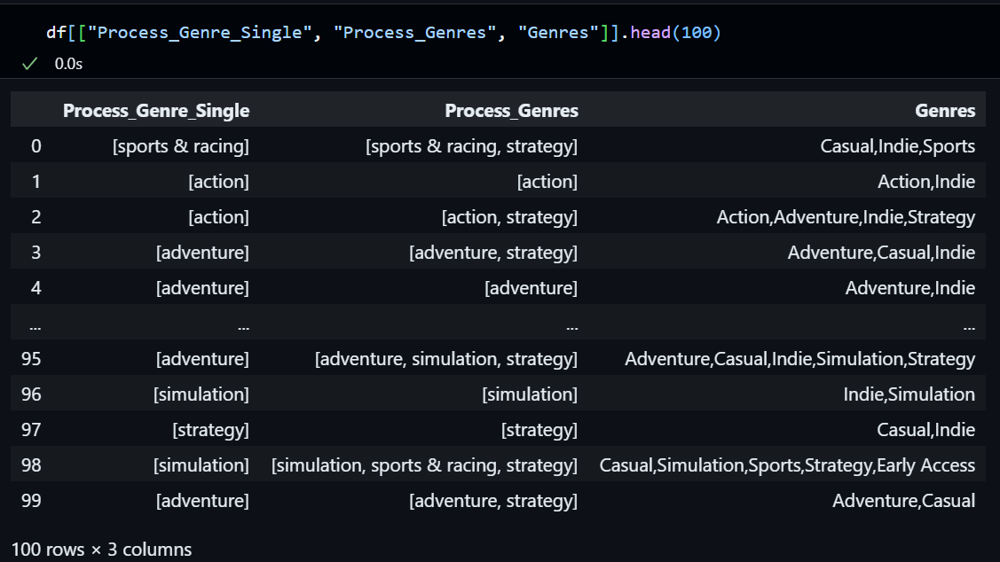 df[["Process_Genre_Single", "Process_Genres", "Genres"]].head(100)
0.0s
Process_Genre_Single Process_Genres Genres
0 [sports & racing] [sports & racing, strategy] Casual,Indie,Sports
1 [action] [action] Action,Indie
2 [action] [action, strategy] Action,Adventure,Indie,Strategy
3 [adventure] [adventure, strategy] Adventure,Casual,Indie
4 [adventure] [adventure] Adventure,Indie
... ... ... ...
95 [adventure] [adventure, simulation, strategy] Adventure,Casual,Indie,Simulation,Strategy
96 [simulation] [simulation] Indie,Simulation
97 [strategy] [strategy] Casual,Indie
98 [simulation] [simulation, sports & racing, strategy] Casual,Simulation,Sports,Strategy,Early Access
99 [adventure] [adventure, strategy] Adventure,Casual
100 rows × 3 columns